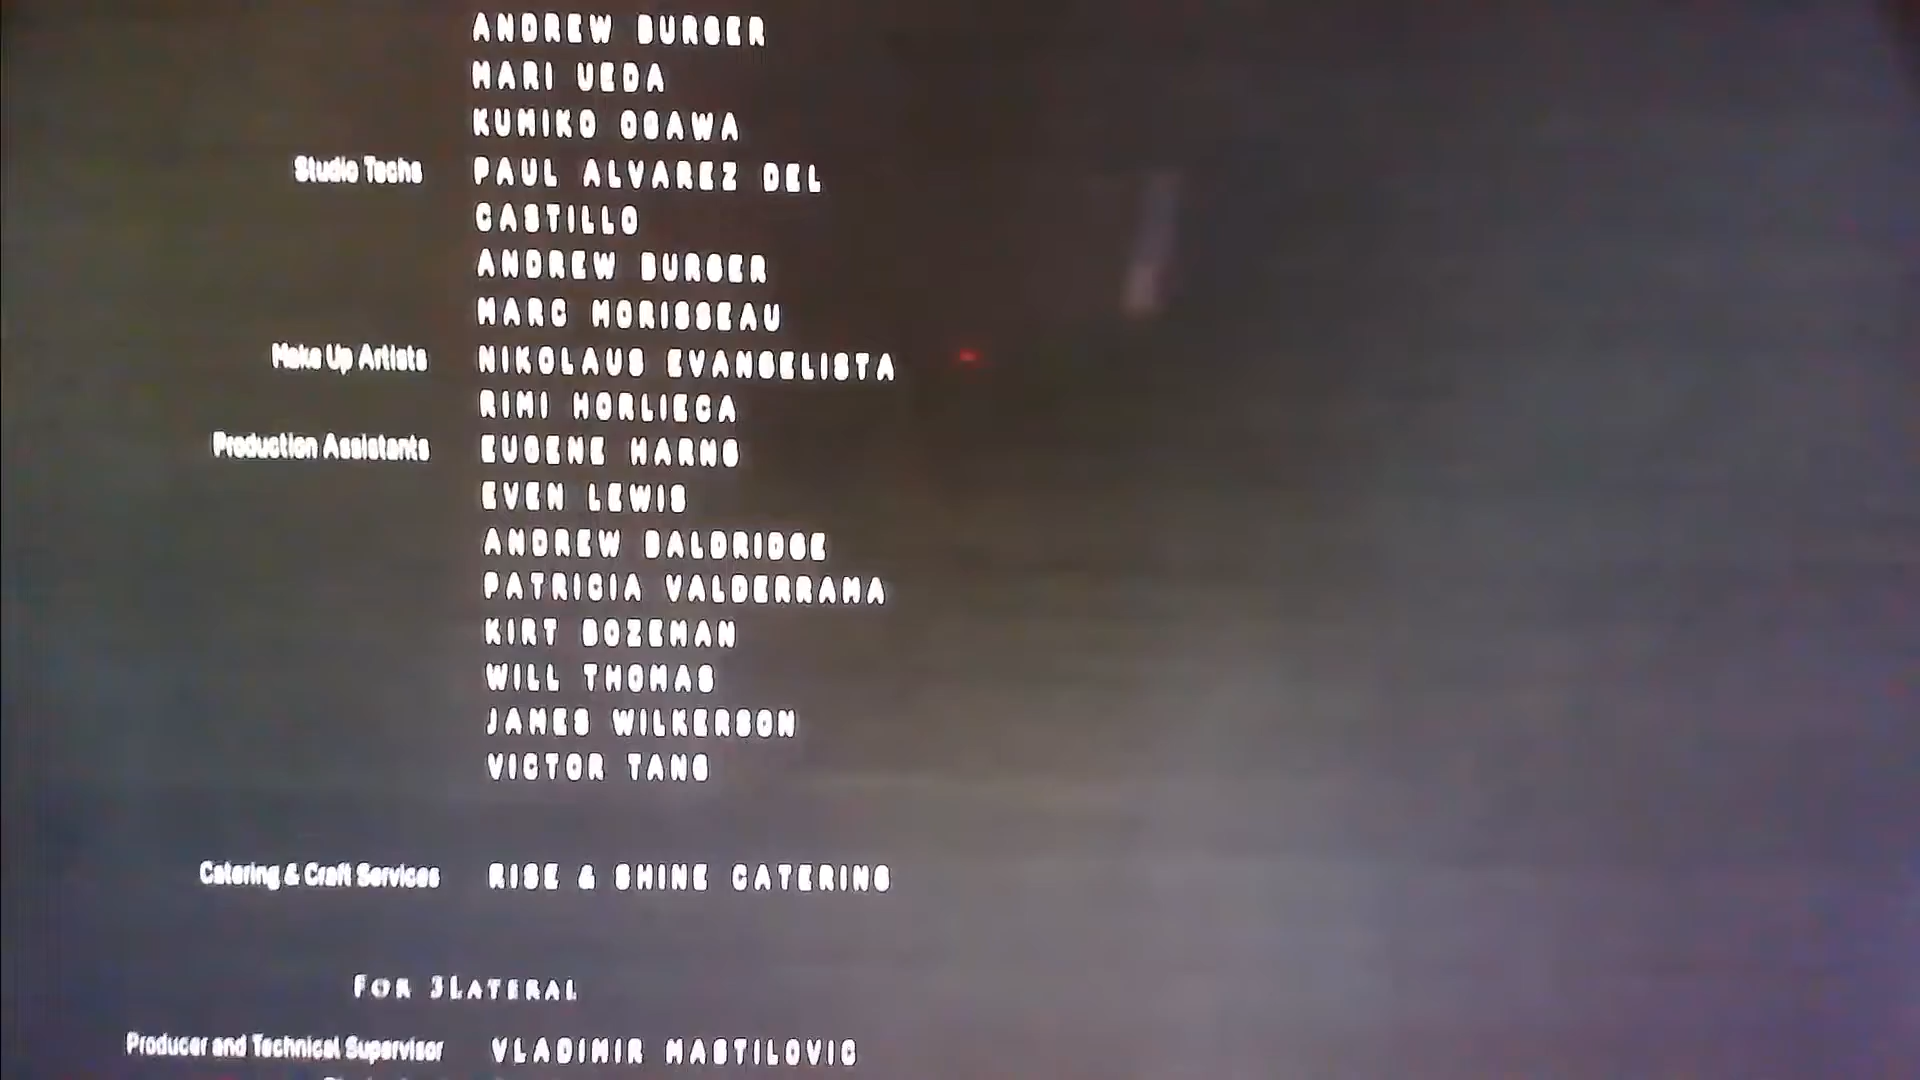 ANDREW BURGER
MARI UEDA
KUMIKO OGAWA
Studio Techs PAUL ALVAREZ DEL
CASTILLO
ANDREW BURGER
MARC MORISSEAU
Make Up Artists NIKOLAUS EVANGELISTA
RIMI HORLIECA
Production Assistants EUGENE HARNG
EVEN LEWIS
ANDREW BALDRIDGE
PATRICIA VALDERRAMA
KIRT BOZEMAN
WILL THOMAS
JAMES WILKERSON
VICTOR TANG
Catering & Craft Services RISE & SHINE CATERING
FOR 3LATERAL
Producer and Technical Supervisor VLADIMIR MASTILOVIC